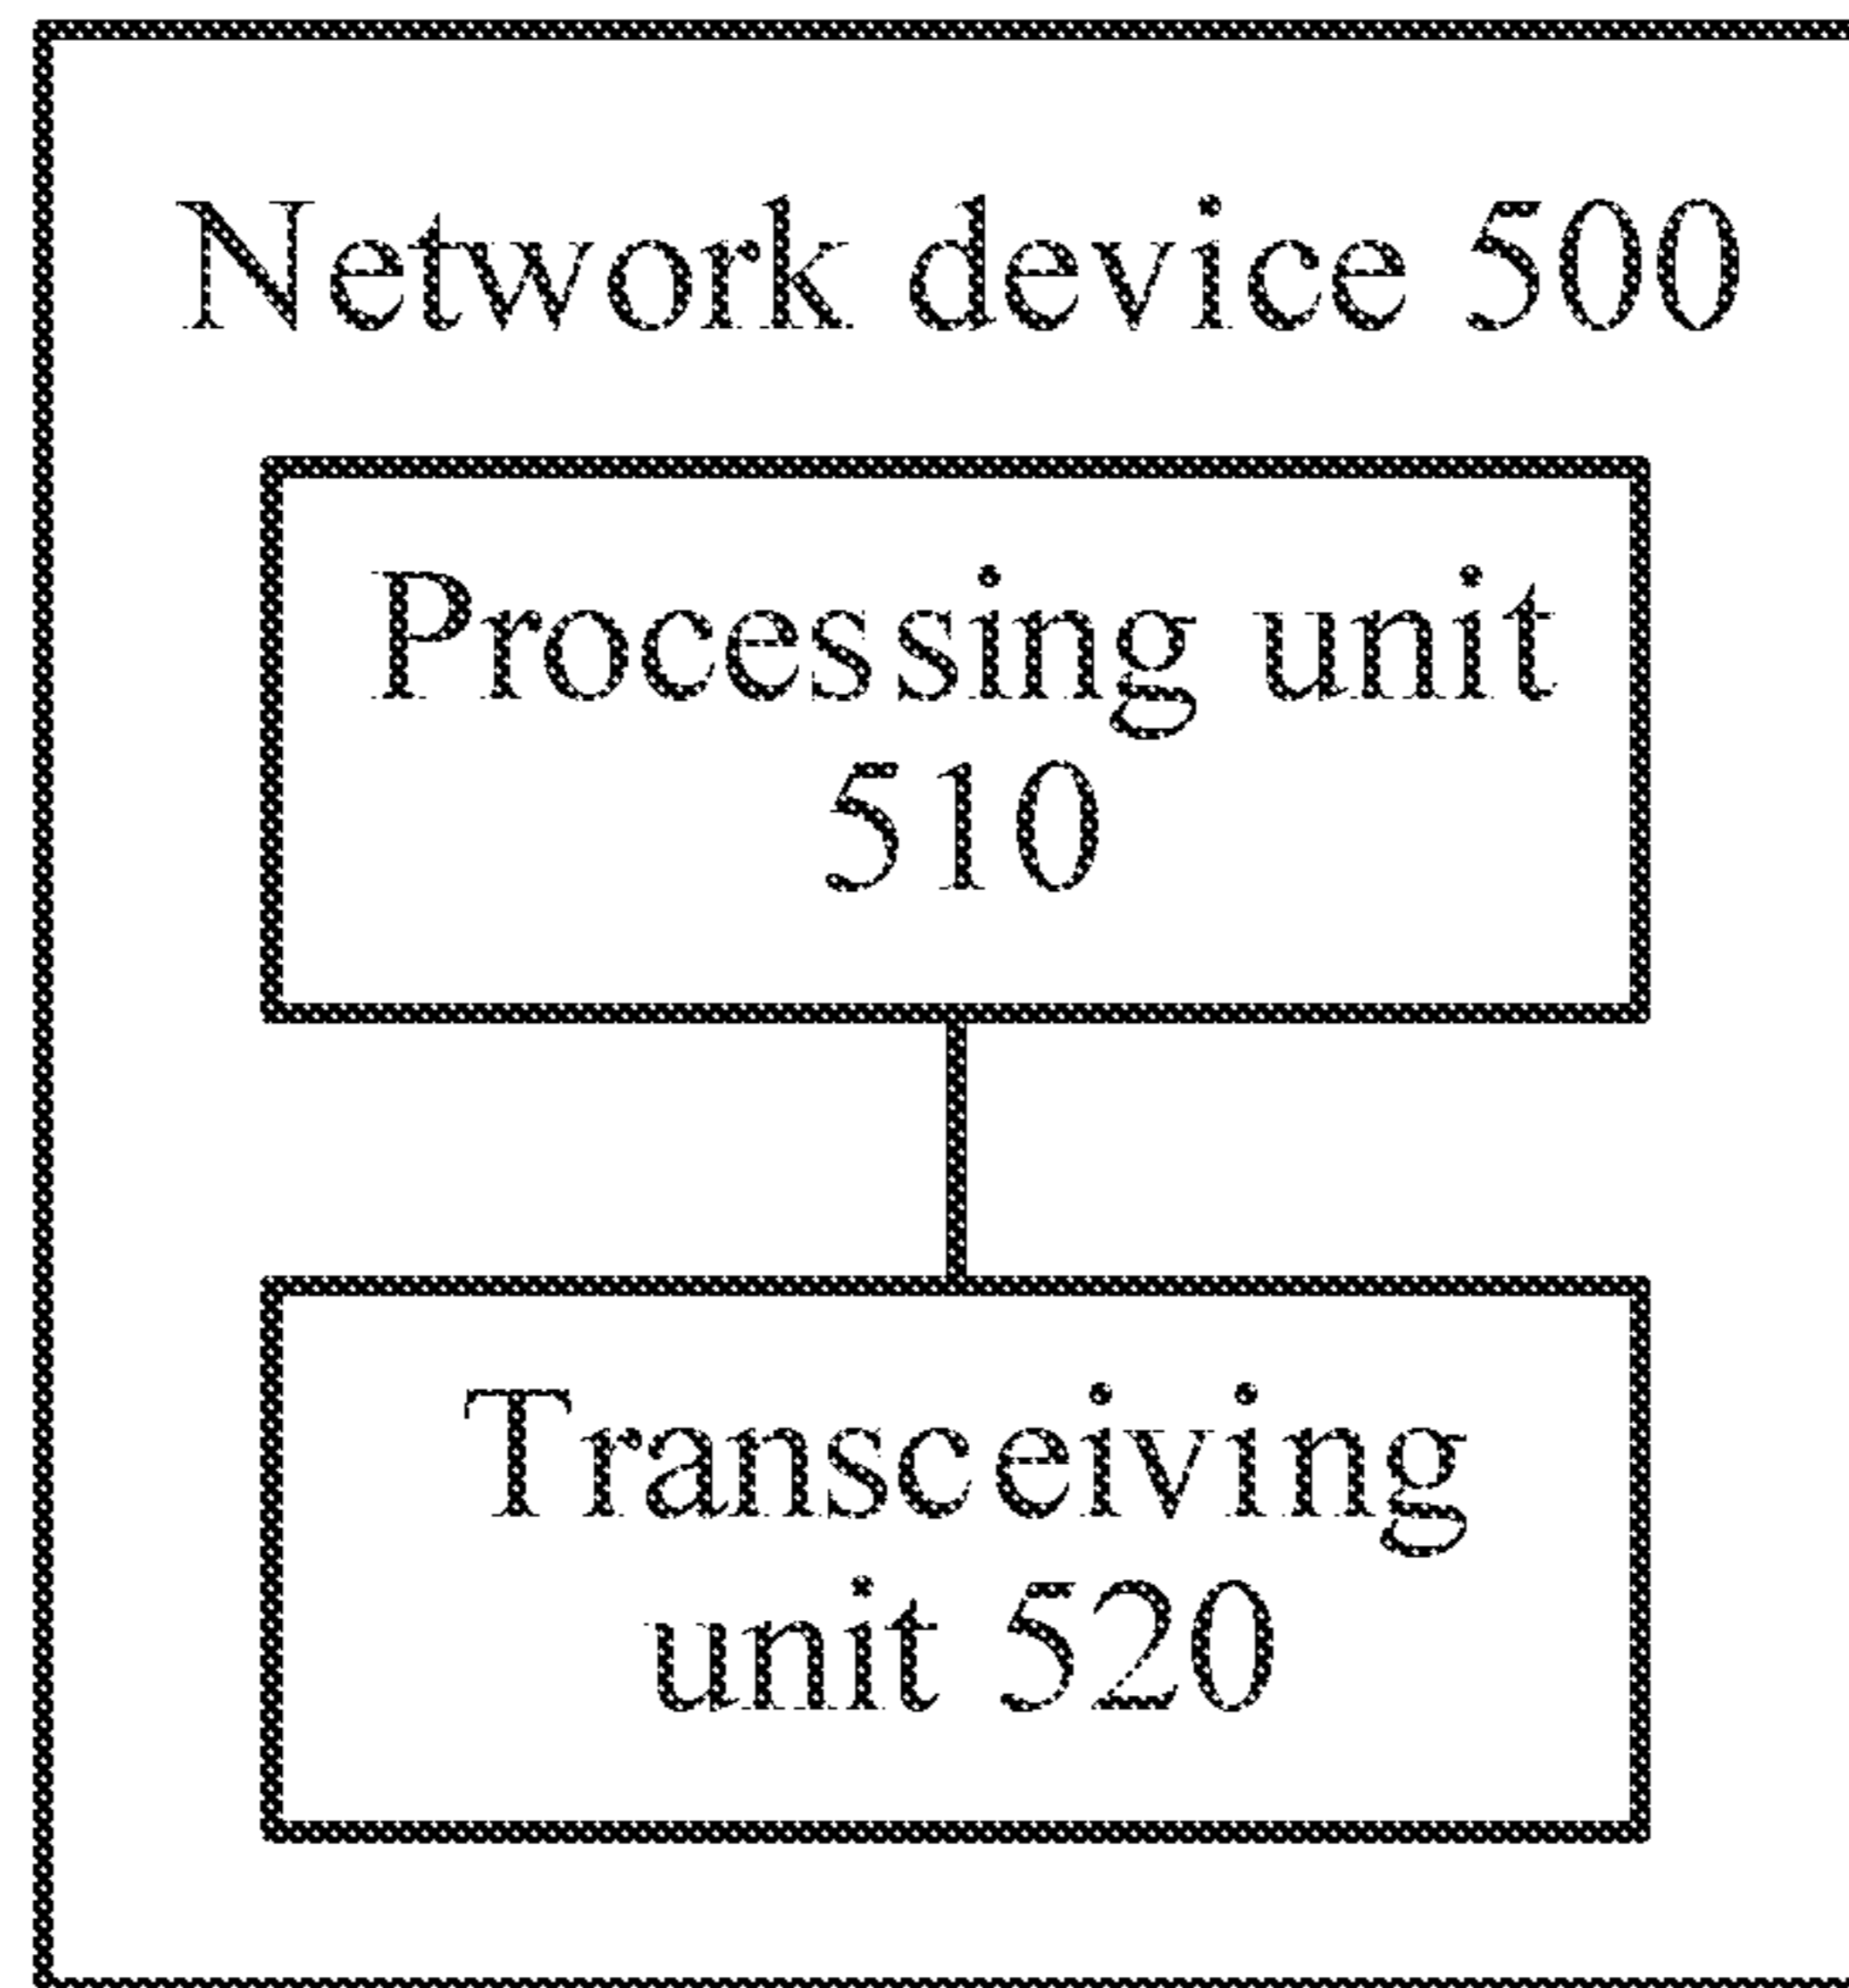 Network device 500
Processing unit
510
Transceiving
unit 520